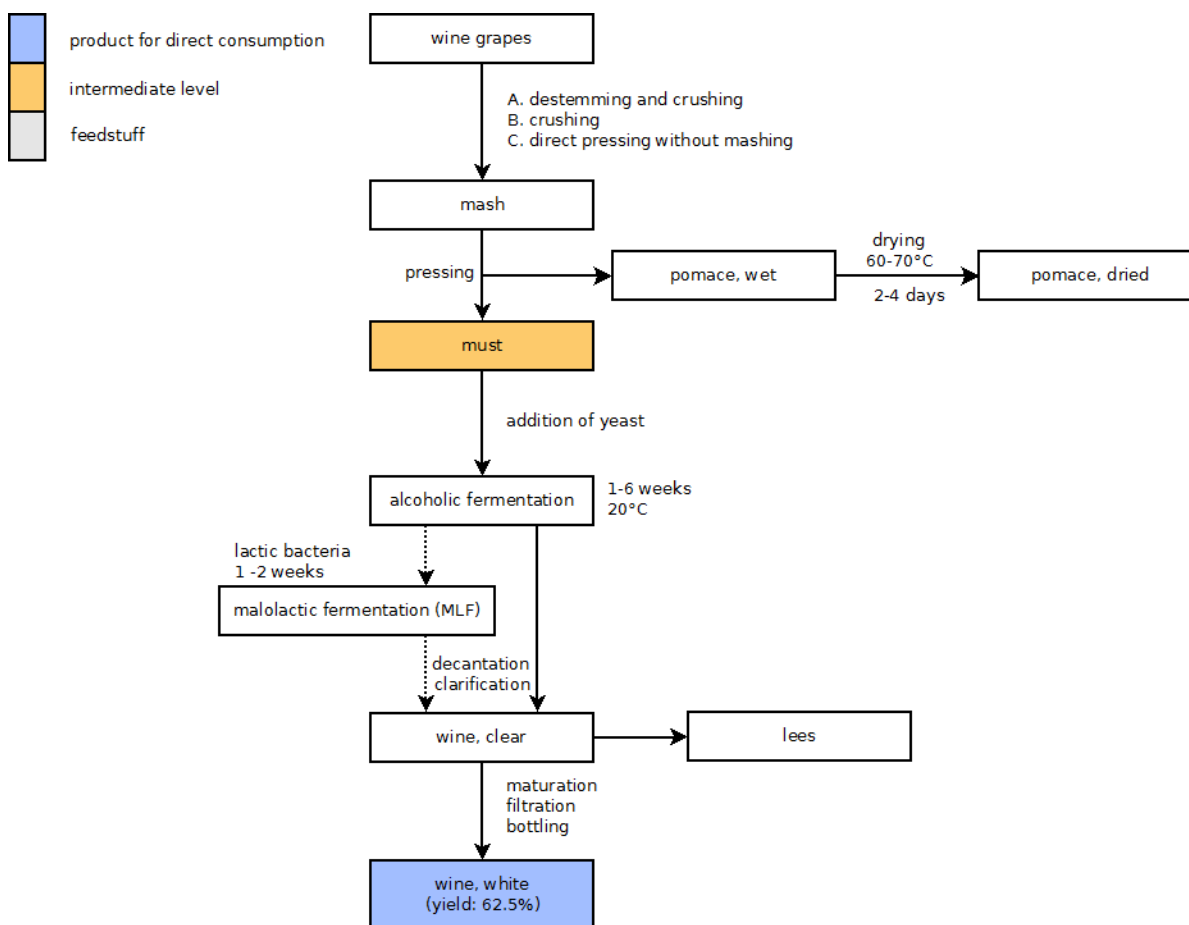 product for direct consumption
intermediate level
feedstuff
wine grapes
A. destemming and crushing
B. crushing
C. direct pressing without mashing
mash
pressing
pomace, wet
drying
60-70°C
2-4 days
pomace, dried
must
addition of yeast
alcoholic fermentation
1-6 weeks
20°C
lactic bacteria
1 -2 weeks
malolactic fermentation (MLF)
decantation
clarification
wine, clear
lees
maturation
filtration
bottling
wine, white
(yield: 62.5%)